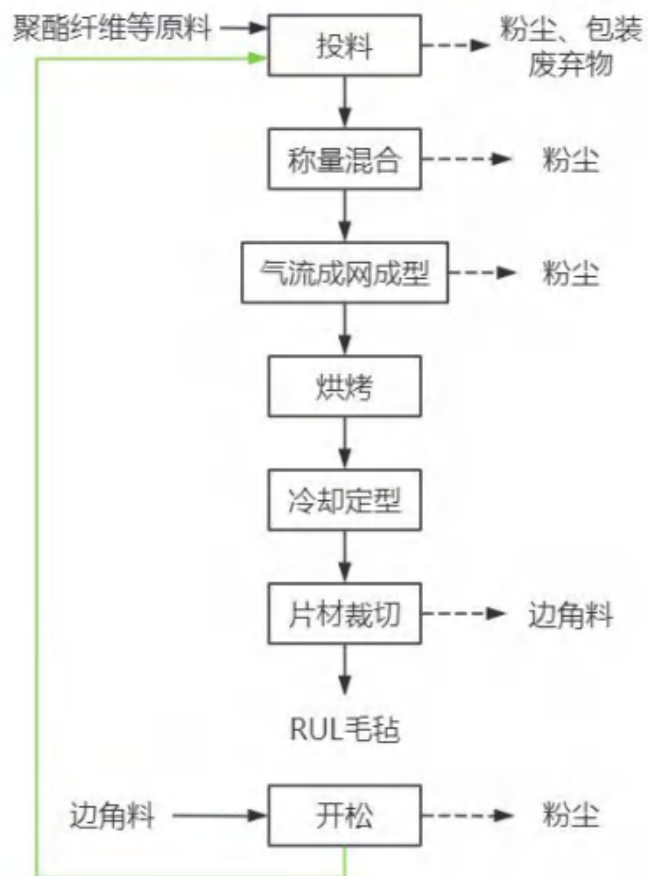 聚酯纤维等原料
投料
粉尘、包装
废弃物
称量混合
粉尘
气流成网成型
粉尘
烘烤
冷却定型
片材裁切
边角料
RUL毛毡
边角料
开松
粉尘